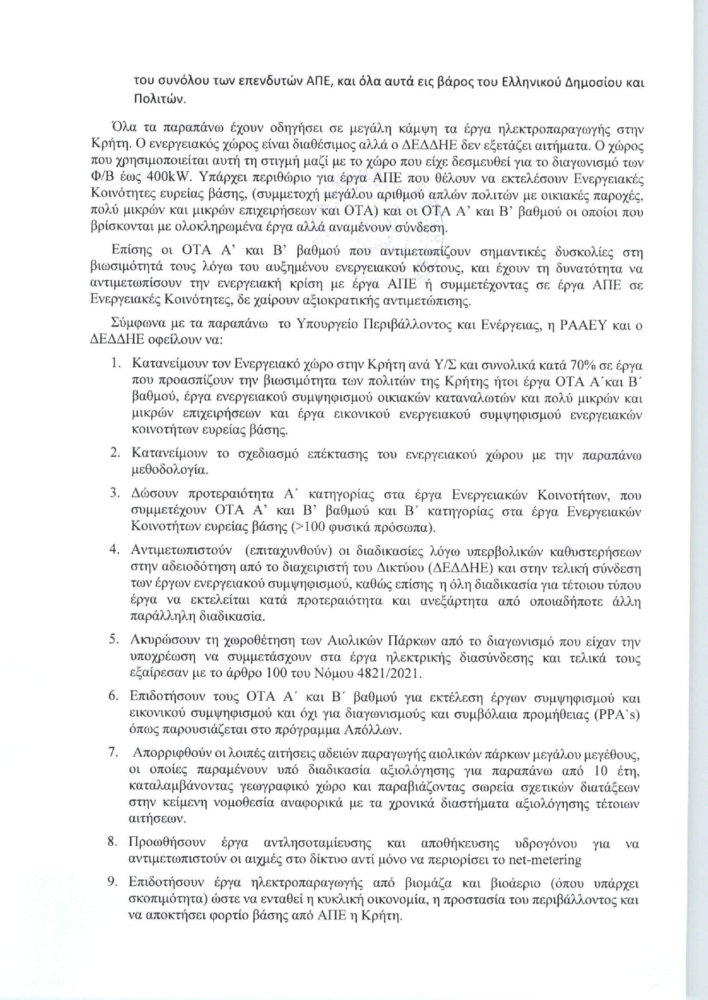 του συνόλου των επενδυτών ΑΠΕ, και όλα αυτά εις βάρος του Ελληνικού Δημοσίου και
Πολιτών.
Όλα τα παραπάνω έχουν οδηγήσει σε μεγάλη κάμψη τα έργα ηλεκτροπαραγωγής στην
Κρήτη. Ο ενεργειακός χώρος είναι διαθέσιμος αλλά ο ΔΕΔΔΗΕ δεν εξετάζει αιτήματα. Ο χώρος
που χρησιμοποιείται αυτή τη στιγμή μαζί με το χώρο που είχε δεσμευθεί για το διαγωνισμό των
Φ/Β έως 400kW. Υπάρχει περιθώριο για έργα ΑΠΕ που θέλουν να εκτελέσουν Ενεργειακές
Κοινότητες ευρείας βάσης, (συμμετοχή μεγάλου αριθμού απλών πολιτών με οικιακές παροχές,
πολύ μικρών και μικρών επιχειρήσεων και ΟΤΑ) και οι ΟΤΑ Α’ και Β’ βαθμού οι οποίοι που
βρίσκονται με ολοκληρωμένα έργα αλλά αναμένουν σύνδεση.
Επίσης οι ΟΤΑ Α’ και Β’ βαθμού που αντιμετωπίζουν σημαντικές δυσκολίες στη
βιωσιμότητά τους λόγω του αυξημένου ενεργειακού κόστους, και έχουν τη δυνατότητα να
αντιμετωπίσουν την ενεργειακή κρίση με έργα ΑΠΕ ή συμμετέχοντας σε έργα ΑΠΕ σε
Ενεργειακές Κοινότητες, δε χαίρουν αξιοκρατικής αντιμετώπισης.
Σύμφωνα με τα παραπάνω το Υπουργείο Περιβάλλοντος και Ενέργειας, η ΡΑΑΕΥ και ο
ΔΕΔΔΗΕ οφείλουν να:
1. Κατανείμουν τον Ενεργειακό χώρο στην Κρήτη ανά Υ/Σ και συνολικά κατά 70% σε έργα
που προασπίζουν την βιωσιμότητα των πολιτών της Κρήτης ήτοι έργα ΟΤΑ Α΄και Β΄
βαθμού, έργα ενεργειακού συμψηφισμού οικιακών καταναλωτών και πολύ μικρών και
μικρών επιχειρήσεων και έργα εικονικού ενεργειακού συμψηφισμού ενεργειακών
κοινοτήτων ευρείας βάσης.
2. Κατανείμουν το σχεδιασμό επέκτασης του ενεργειακού χώρου με την παραπάνω
μεθοδολογία.
3. Δώσουν προτεραιότητα Α΄ κατηγορίας στα έργα Ενεργειακών Κοινοτήτων, που
συμμετέχουν ΟΤΑ Α’ και Β’ βαθμού και Β΄ κατηγορίας στα έργα Ενεργειακών
Κοινοτήτων ευρείας βάσης (>100 φυσικά πρόσωπα).
4. Αντιμετωπιστούν (επιταχυνθούν) οι διαδικασίες λόγω υπερβολικών καθυστερήσεων
στην αδειοδότηση από το διαχειριστή του Δικτύου (ΔΕΔΔΗΕ) και στην τελική σύνδεση
των έργων ενεργειακού συμψηφισμού, καθώς επίσης η όλη διαδικασία για τέτοιου τύπου
έργα να εκτελείται κατά προτεραιότητα και ανεξάρτητα από οποιαδήποτε άλλη
παράλληλη διαδικασία.
5. Ακυρώσουν τη χωροθέτηση των Αιολικών Πάρκων από το διαγωνισμό που είχαν την
υποχρέωση να συμμετάσχουν στα έργα ηλεκτρικής διασύνδεσης και τελικά τους
εξαίρεσαν με το άρθρο 100 του Νόμου 4821/2021.
6. Επιδοτήσουν τους ΟΤΑ Α΄ και Β΄ βαθμού για εκτέλεση έργων συμψηφισμού και
εικονικού συμψηφισμού και όχι για διαγωνισμούς και συμβόλαια προμήθειας (PPA`s)
όπως παρουσιάζεται στο πρόγραμμα Απόλλων.
7. Απορριφθούν οι λοιπές αιτήσεις αδειών παραγωγής αιολικών πάρκων μεγάλου μεγέθους,
οι οποίες παραμένουν υπό διαδικασία αξιολόγησης για παραπάνω από 10 έτη,
καταλαμβάνοντας γεωγραφικό χώρο και παραβιάζοντας σωρεία σχετικών διατάξεων
στην κείμενη νομοθεσία αναφορικά με τα χρονικά διαστήματα αξιολόγησης τέτοιων
αιτήσεων.
8. Προωθήσουν έργα αντλησοταμίευσης και αποθήκευσης υδρογόνου για να
αντιμετωπιστούν οι αιχμές στο δίκτυο αντί μόνο να περιορίσει το net-metering
9. Επιδοτήσουν έργα ηλεκτροπαραγωγής από βιομάζα και βιοάεριο (όπου υπάρχει
σκοπιμότητα) ώστε να ενταθεί η κυκλική οικονομία, η προστασία του περιβάλλοντος και
να αποκτήσει φορτίο βάσης από ΑΠΕ η Κρήτη.